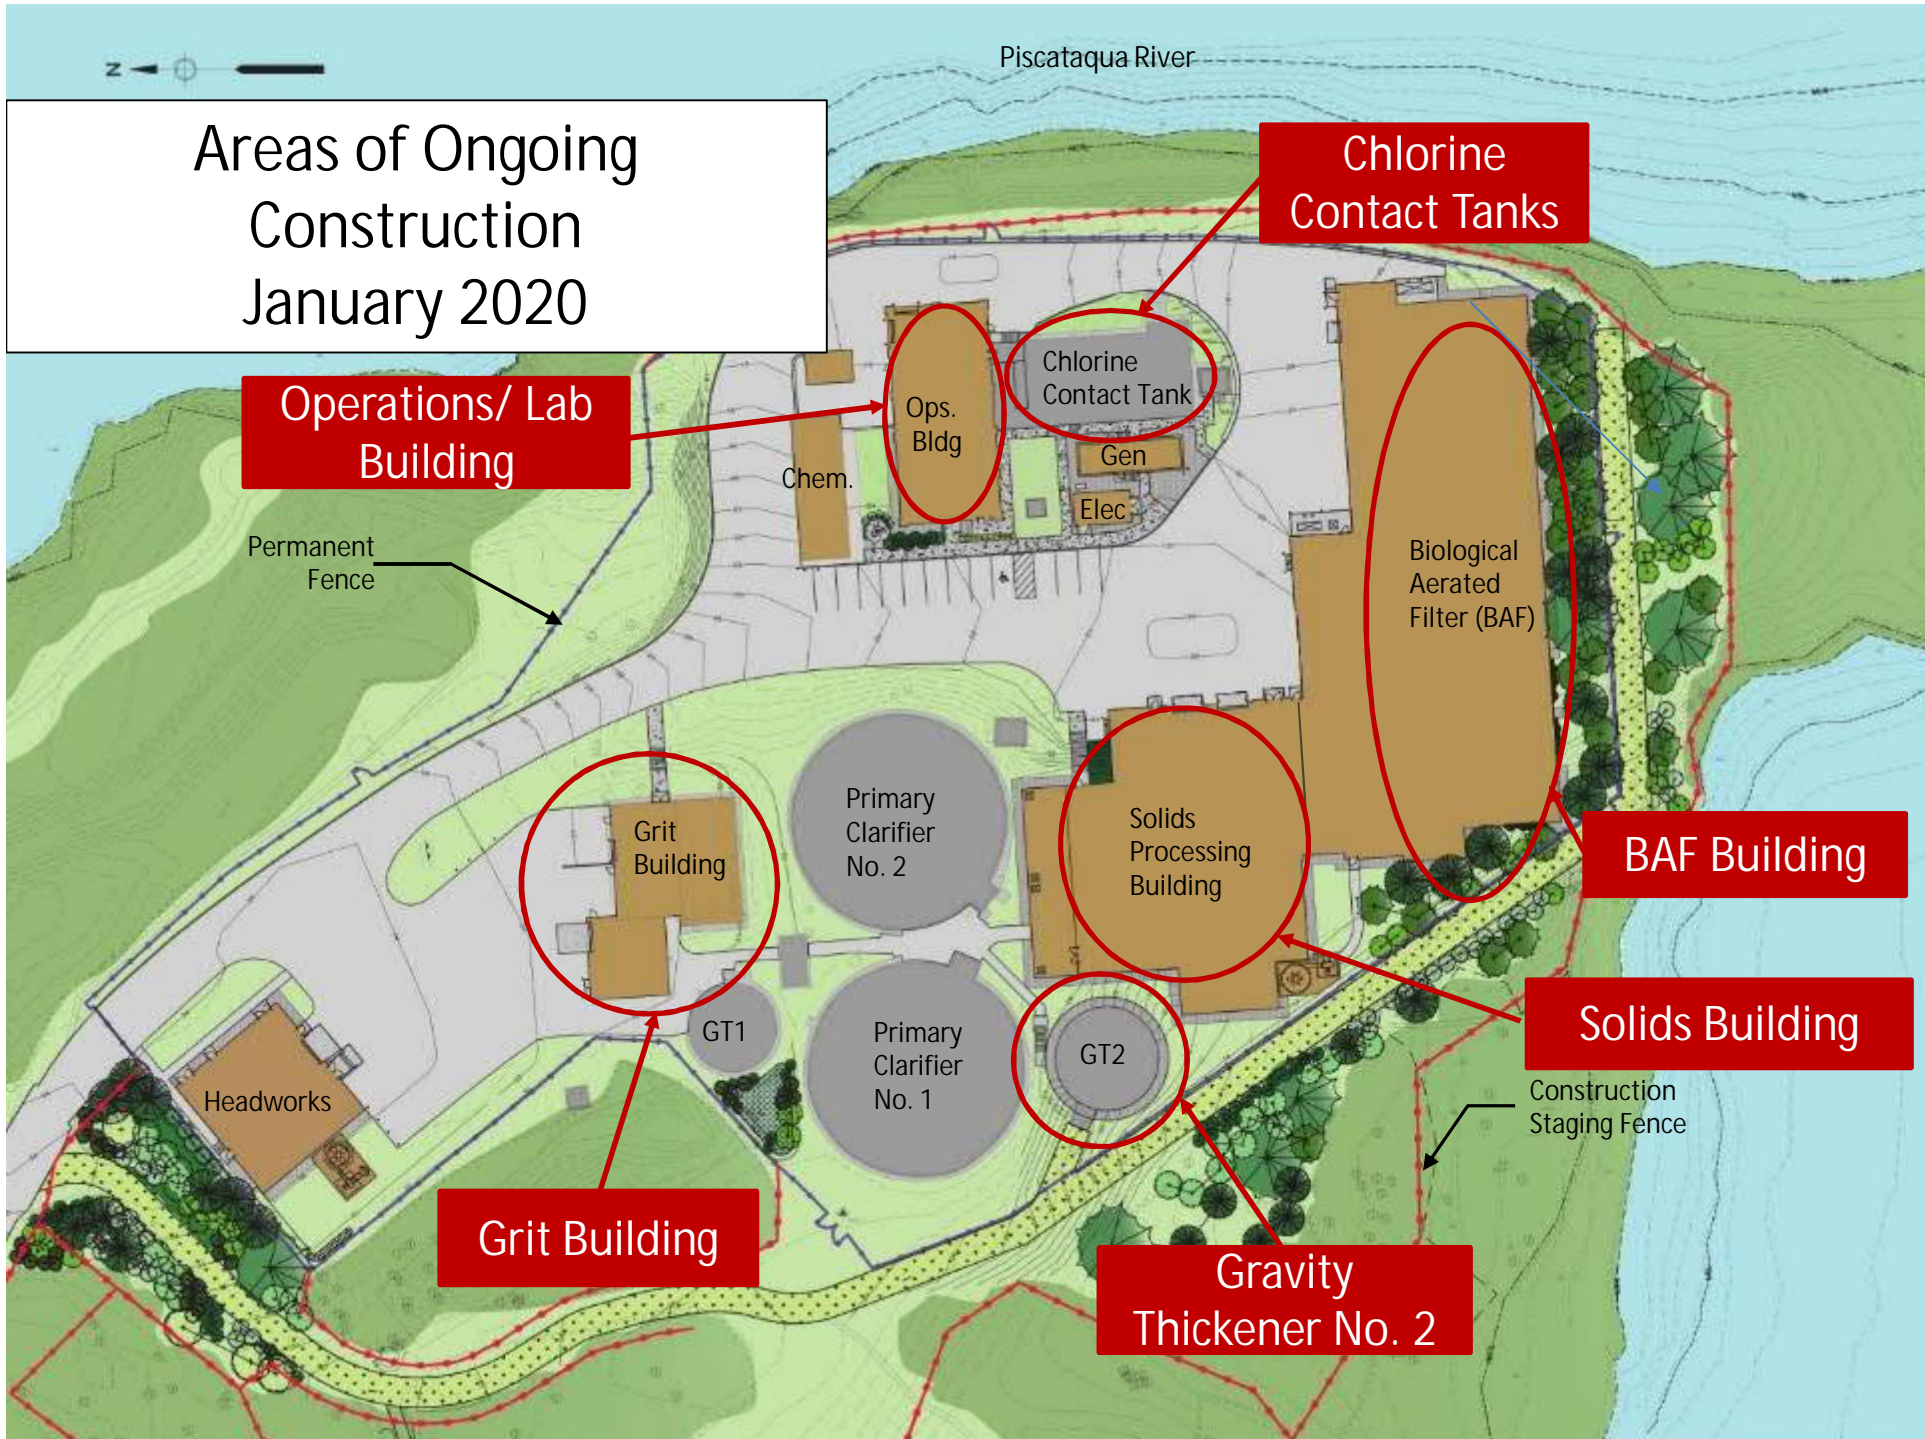 Piscataqua River
N
Areas of Ongoing
Construction
January 2020
Chlorine
Contact Tanks
Operations/ Lab
Building
Chlorine
Contact Tank
Ops.
Bldg
Gen
Chem.
Elec
Permanent
Fence
Biological
Aerated
Filter (BAF)
Primary
Clarifier
No. 2
Grit
Building
Solids
Processing
Building
BAF Building
Solids Building
GT1
Primary
Clarifier
No. 1
GT2
Headworks
Construction
Staging Fence
Grit Building
Gravity
Thickener No. 2